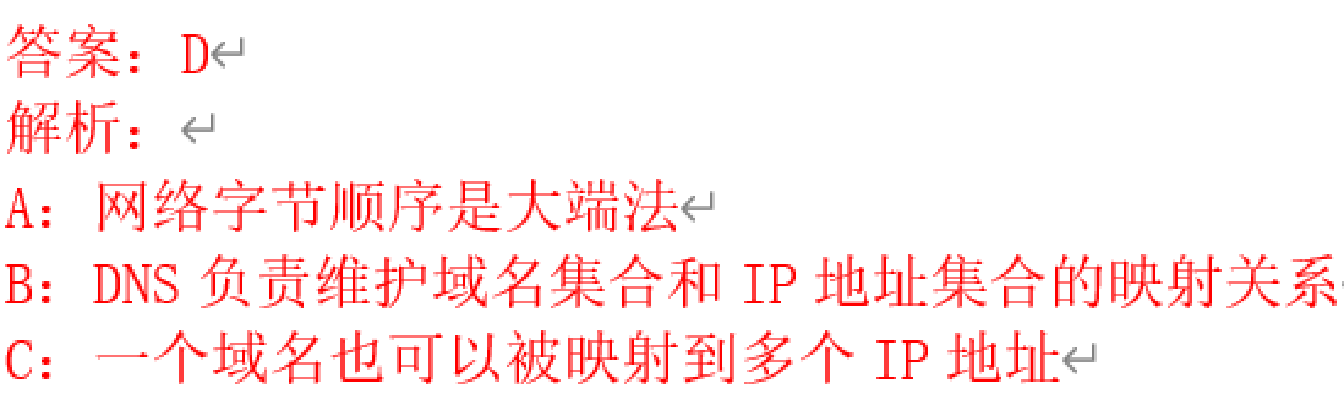 答案：D
解析：
A：网络字节顺序是大端法
B：DNS 负责维护域名集合和 IP 地址集合的映射关系
C：一个域名也可以被映射到多个 IP 地址